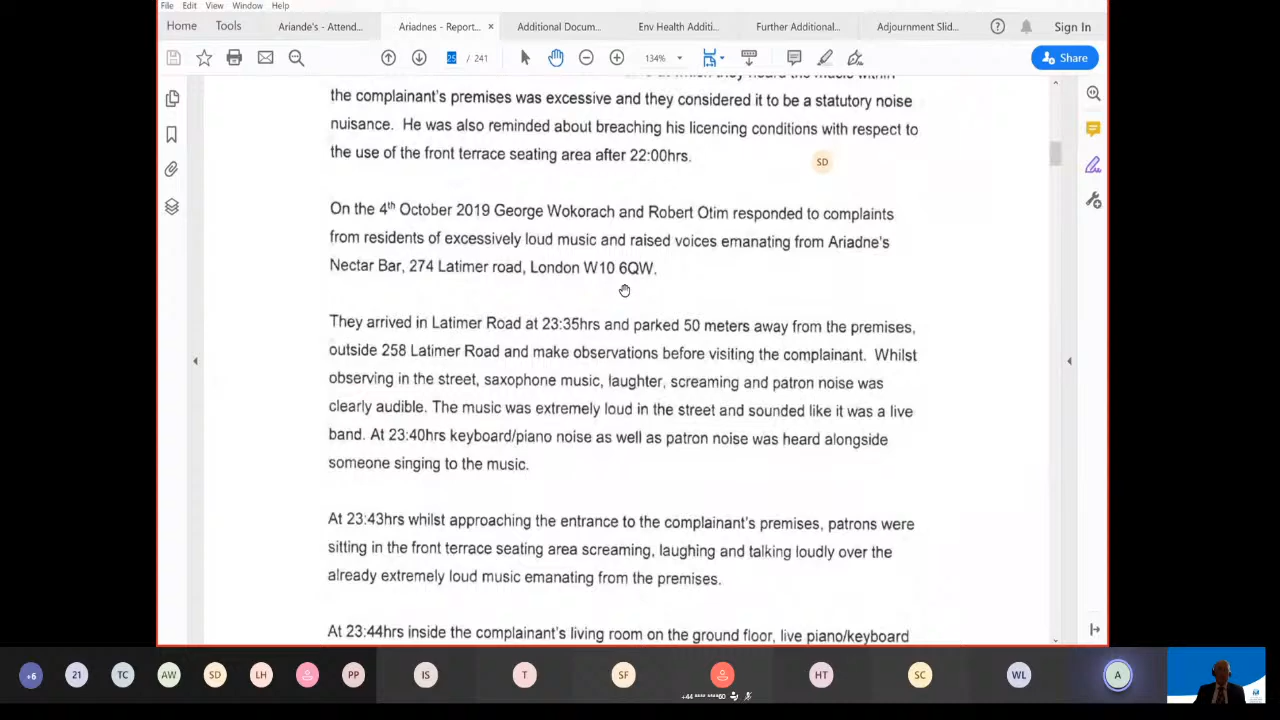 File Edit View Window Help
Home Tools Ariande's - Attend... Ariadnes - Report... × Additional Docum... Env Health Additi... Further Additional... Adjournment Slid... Sign In
25 / 241 134% Share
the complainant's premises was excessive and they considered it to be a statutory noise
nuisance. He was also reminded about breaching his licencing conditions with respect to
the use of the front terrace seating area after 22:00hrs.
SD
On the 4th October 2019 George Wokorach and Robert Otim responded to complaints
from residents of excessively loud music and raised voices emanating from Ariadne's
Nectar Bar, 274 Latimer road, London W10 6QW.
They arrived in Latimer Road at 23:35hrs and parked 50 meters away from the premises,
outside 258 Latimer Road and make observations before visiting the complainant. Whilst
observing in the street, saxophone music, laughter, screaming and patron noise was
clearly audible. The music was extremely loud in the street and sounded like it was a live
band. At 23:40hrs keyboard/piano noise as well as patron noise was heard alongside
someone singing to the music.
At 23:43hrs whilst approaching the entrance to the complainant's premises, patrons were
sitting in the front terrace seating area screaming, laughing and talking loudly over the
already extremely loud music emanating from the premises.
At 23:44hrs inside the complainant's living room on the ground floor, live piano/keyboard
+6 21 TC AW SD LH PP IS T SF HT SC WL A